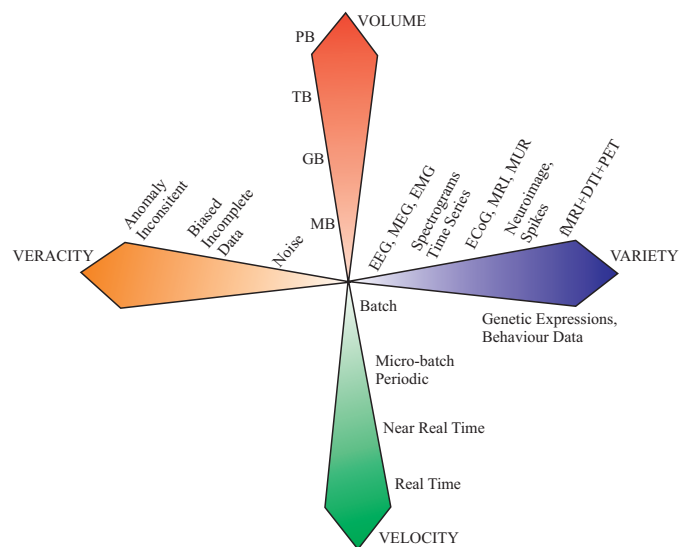 PB
VOLUME
TB
GB
MB
Anomaly
Inconsitent
Biased
Incomplete
Data
Noise
VERACITY
EEG, MEG, EMG
Spectrograms
Time Series
ECoG, MRI, MUR
Neuroimage,
Spikes
fMRI+DTI+PET
VARIETY
Genetic Expressions,
Behaviour Data
Batch
Micro-batch
Periodic
Near Real Time
Real Time
VELOCITY